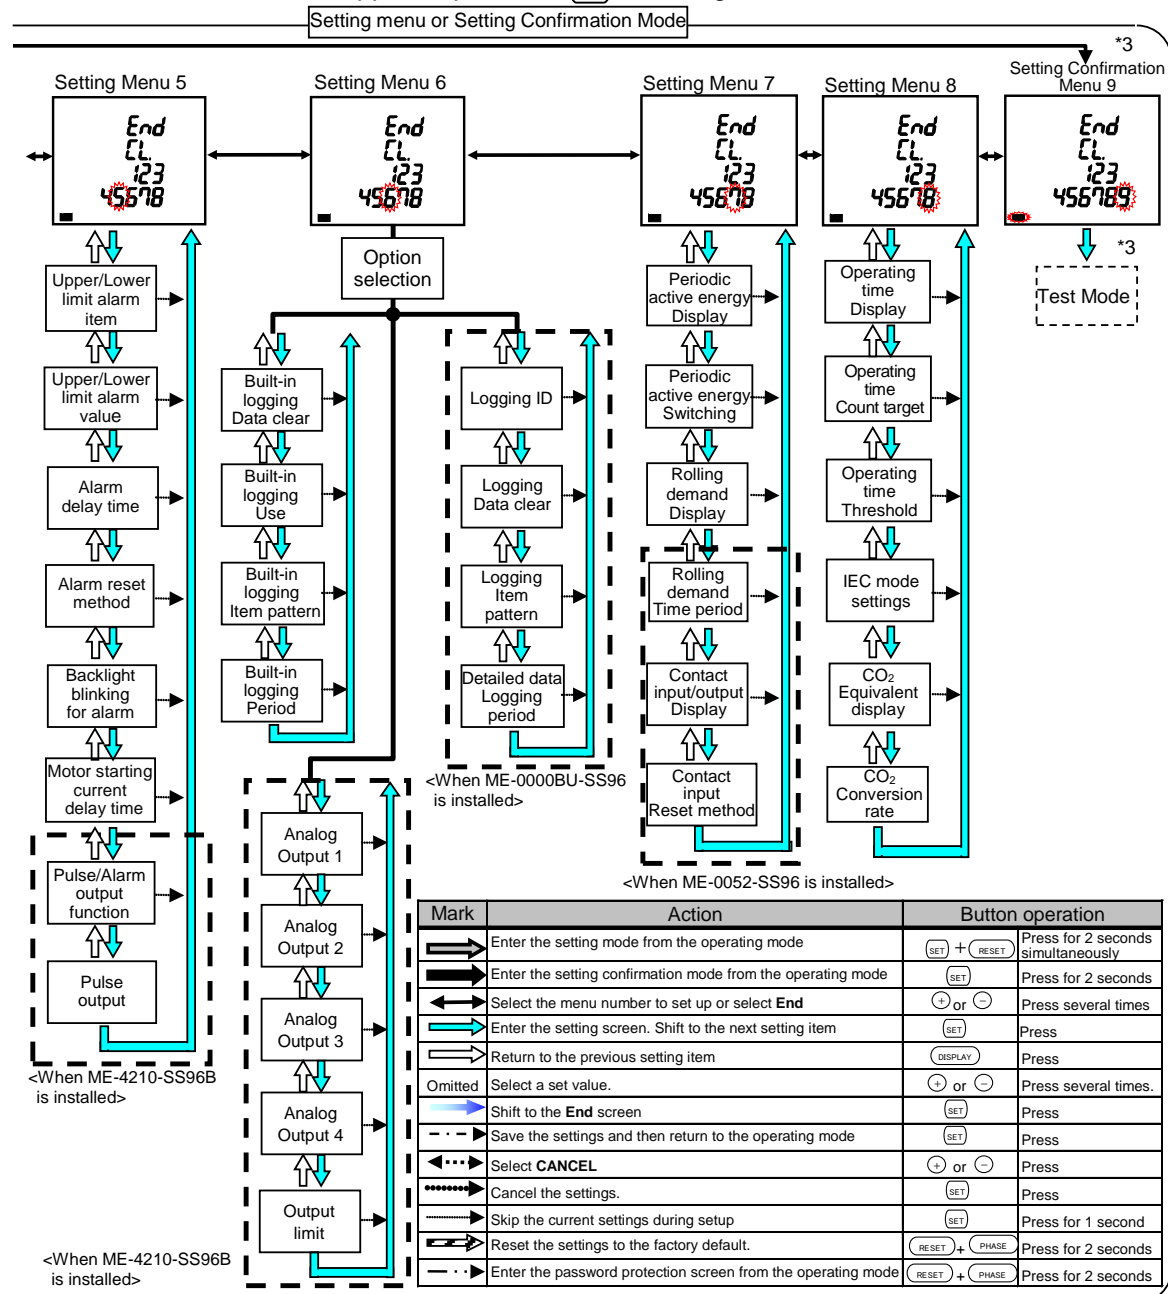 Setting menu or Setting Confirmation Mode
*3
Setting Menu 5
Setting Menu 6
Setting Menu 7
Setting Menu 8
Setting Confirmation
Menu 9
End
CL.
123
45678
End
CL.
123
45678
End
CL.
123
45678
End
CL.
123
45678
End
CL.
123
456789
*3
Test Mode
Upper/Lower
limit alarm
item
Upper/Lower
limit alarm
value
Alarm
delay time
Alarm reset
method
Backlight
blinking
for alarm
Motor starting
current
delay time
Pulse/Alarm
output
function
Pulse
output
<When ME-4210-SS96B
is installed>
Option
selection
Built-in
logging
Data clear
Built-in
logging
Use
Built-in
logging
Item pattern
Built-in
logging
Period
Logging ID
Logging
Data clear
Logging
Item
pattern
Detailed data
Logging
period
<When ME-0000BU-SS96
is installed>
Analog
Output 1
Analog
Output 2
Analog
Output 3
Analog
Output 4
Output
limit
<When ME-4210-SS96B
is installed>
Periodic
active energy
Display
Periodic
active energy
Switching
Rolling
demand
Display
Rolling
demand
Time period
Contact
input/output
Display
Contact
input
Reset method
<When ME-0052-SS96 is installed>
Operating
time
Display
Operating
time
Count target
Operating
time
Threshold
IEC mode
settings
CO2
Equivalent
display
CO2
Conversion
rate
Mark Action Button operation
Enter the setting mode from the operating mode SET + RESET Press for 2 seconds
simultaneously
Enter the setting confirmation mode from the operating mode SET Press for 2 seconds
Select the menu number to set up or select End + or − Press several times
Enter the setting screen. Shift to the next setting item SET Press
Return to the previous setting item DISPLAY Press
Omitted Select a set value. + or − Press several times.
Shift to the End screen SET Press
Save the settings and then return to the operating mode SET Press
Select CANCEL + or − Press
Cancel the settings. SET Press
Skip the current settings during setup SET Press for 1 second
Reset the settings to the factory default. RESET + PHASE Press for 2 seconds
Enter the password protection screen from the operating mode RESET + PHASE Press for 2 seconds